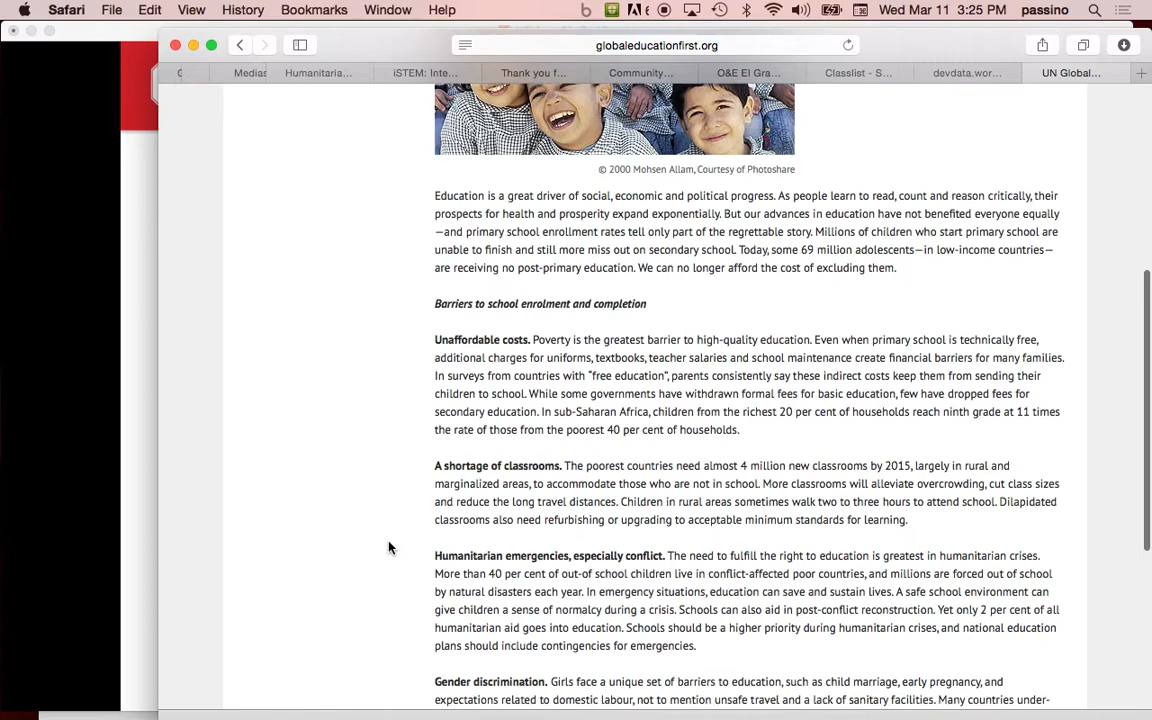 Safari File Edit View History Bookmarks Window Help Wed Mar 11 3:25 PM passino
globaleducationfirst.org
Humanitaria... iSTEM: Inte... Thank you f... Community... O&E EI Gra... Classlist - S... devdata.wor... UN Global...
© 2000 Mohsen Allam, Courtesy of Photoshare
Education is a great driver of social, economic and political progress. As people learn to read, count and reason critically, their
prospects for health and prosperity expand exponentially. But our advances in education have not benefited everyone equally
—and primary school enrollment rates tell only part of the regrettable story. Millions of children who start primary school are
unable to finish and still more miss out on secondary school. Today, some 69 million adolescents—in low-income countries—
are receiving no post-primary education. We can no longer afford the cost of excluding them.
Barriers to school enrolment and completion
Unaffordable costs. Poverty is the greatest barrier to high-quality education. Even when primary school is technically free,
additional charges for uniforms, textbooks, teacher salaries and school maintenance create financial barriers for many families.
In surveys from countries with “free education”, parents consistently say these indirect costs keep them from sending their
children to school. While some governments have withdrawn formal fees for basic education, few have dropped fees for
secondary education. In sub-Saharan Africa, children from the richest 20 per cent of households reach ninth grade at 11 times
the rate of those from the poorest 40 per cent of households.
A shortage of classrooms. The poorest countries need almost 4 million new classrooms by 2015, largely in rural and
marginalized areas, to accommodate those who are not in school. More classrooms will alleviate overcrowding, cut class sizes
and reduce the long travel distances. Children in rural areas sometimes walk two to three hours to attend school. Dilapidated
classrooms also need refurbishing or upgrading to acceptable minimum standards for learning.
Humanitarian emergencies, especially conflict. The need to fulfill the right to education is greatest in humanitarian crises.
More than 40 per cent of out-of school children live in conflict-affected poor countries, and millions are forced out of school
by natural disasters each year. In emergency situations, education can save and sustain lives. A safe school environment can
give children a sense of normalcy during a crisis. Schools can also aid in post-conflict reconstruction. Yet only 2 per cent of all
humanitarian aid goes into education. Schools should be a higher priority during humanitarian crises, and national education
plans should include contingencies for emergencies.
Gender discrimination. Girls face a unique set of barriers to education, such as child marriage, early pregnancy, and
expectations related to domestic labour, not to mention unsafe travel and a lack of sanitary facilities. Many countries under-